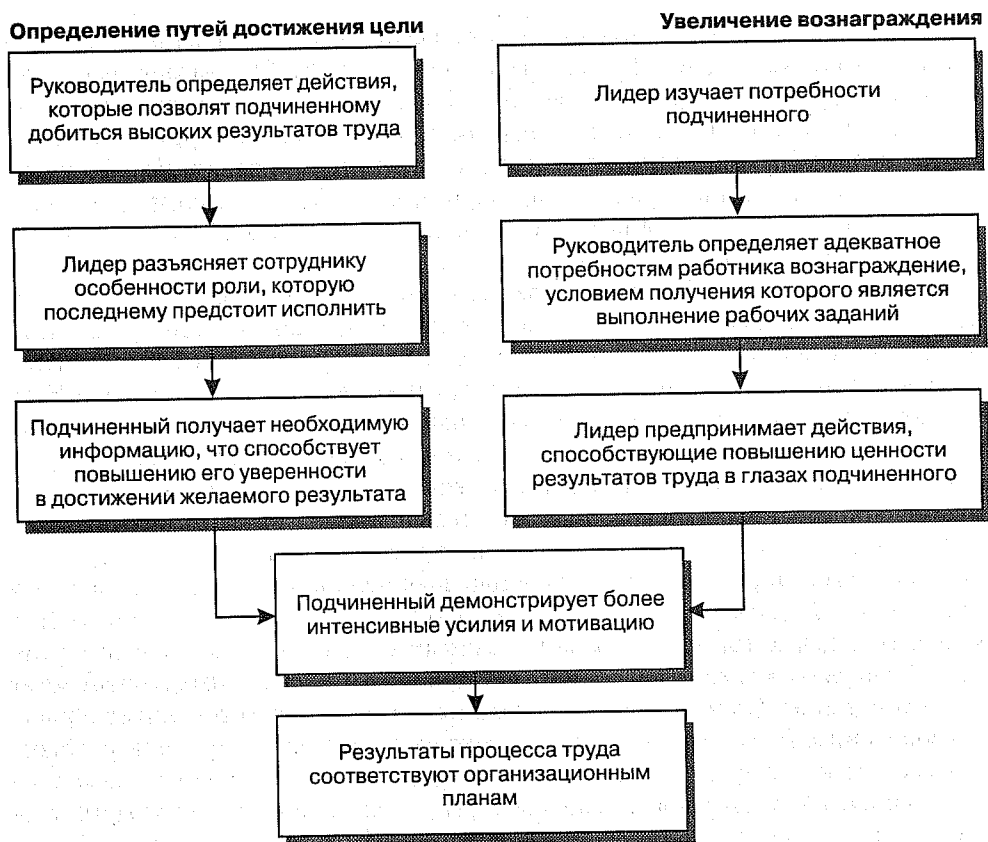 Определение путей достижения цели
Руководитель определяет действия,
которые позволят подчиненному
добиться высоких результатов труда
Лидер разъясняет сотруднику
особенности роли, которую
последнему предстоит исполнить
Подчиненный получает необходимую
информацию, что способствует
повышению его уверенности
в достижении желаемого результата
Увеличение вознаграждения
Лидер изучает потребности
подчиненного
Руководитель определяет адекватное
потребностям работника вознаграждение,
условием получения которого является
выполнение рабочих заданий
Лидер предпринимает действия,
способствующие повышению ценности
результатов труда в глазах подчиненного
Подчиненный демонстрирует более
интенсивные усилия и мотивацию
Результаты процесса труда
соответствуют организационным
планам